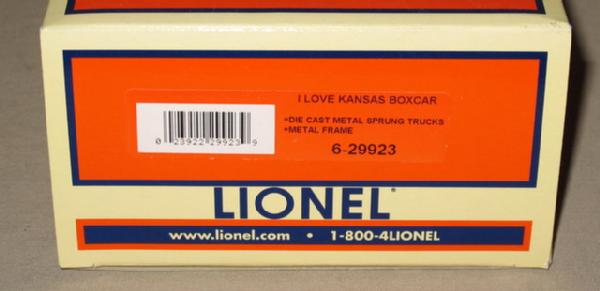 I LOVE KANSAS BOXCAR
•DIE CAST METAL SPRUNG TRUCKS
•METAL FRAME
6-29923
0 23922 29923 9
LIONEL®
www.lionel.com • 1-800-4LIONEL